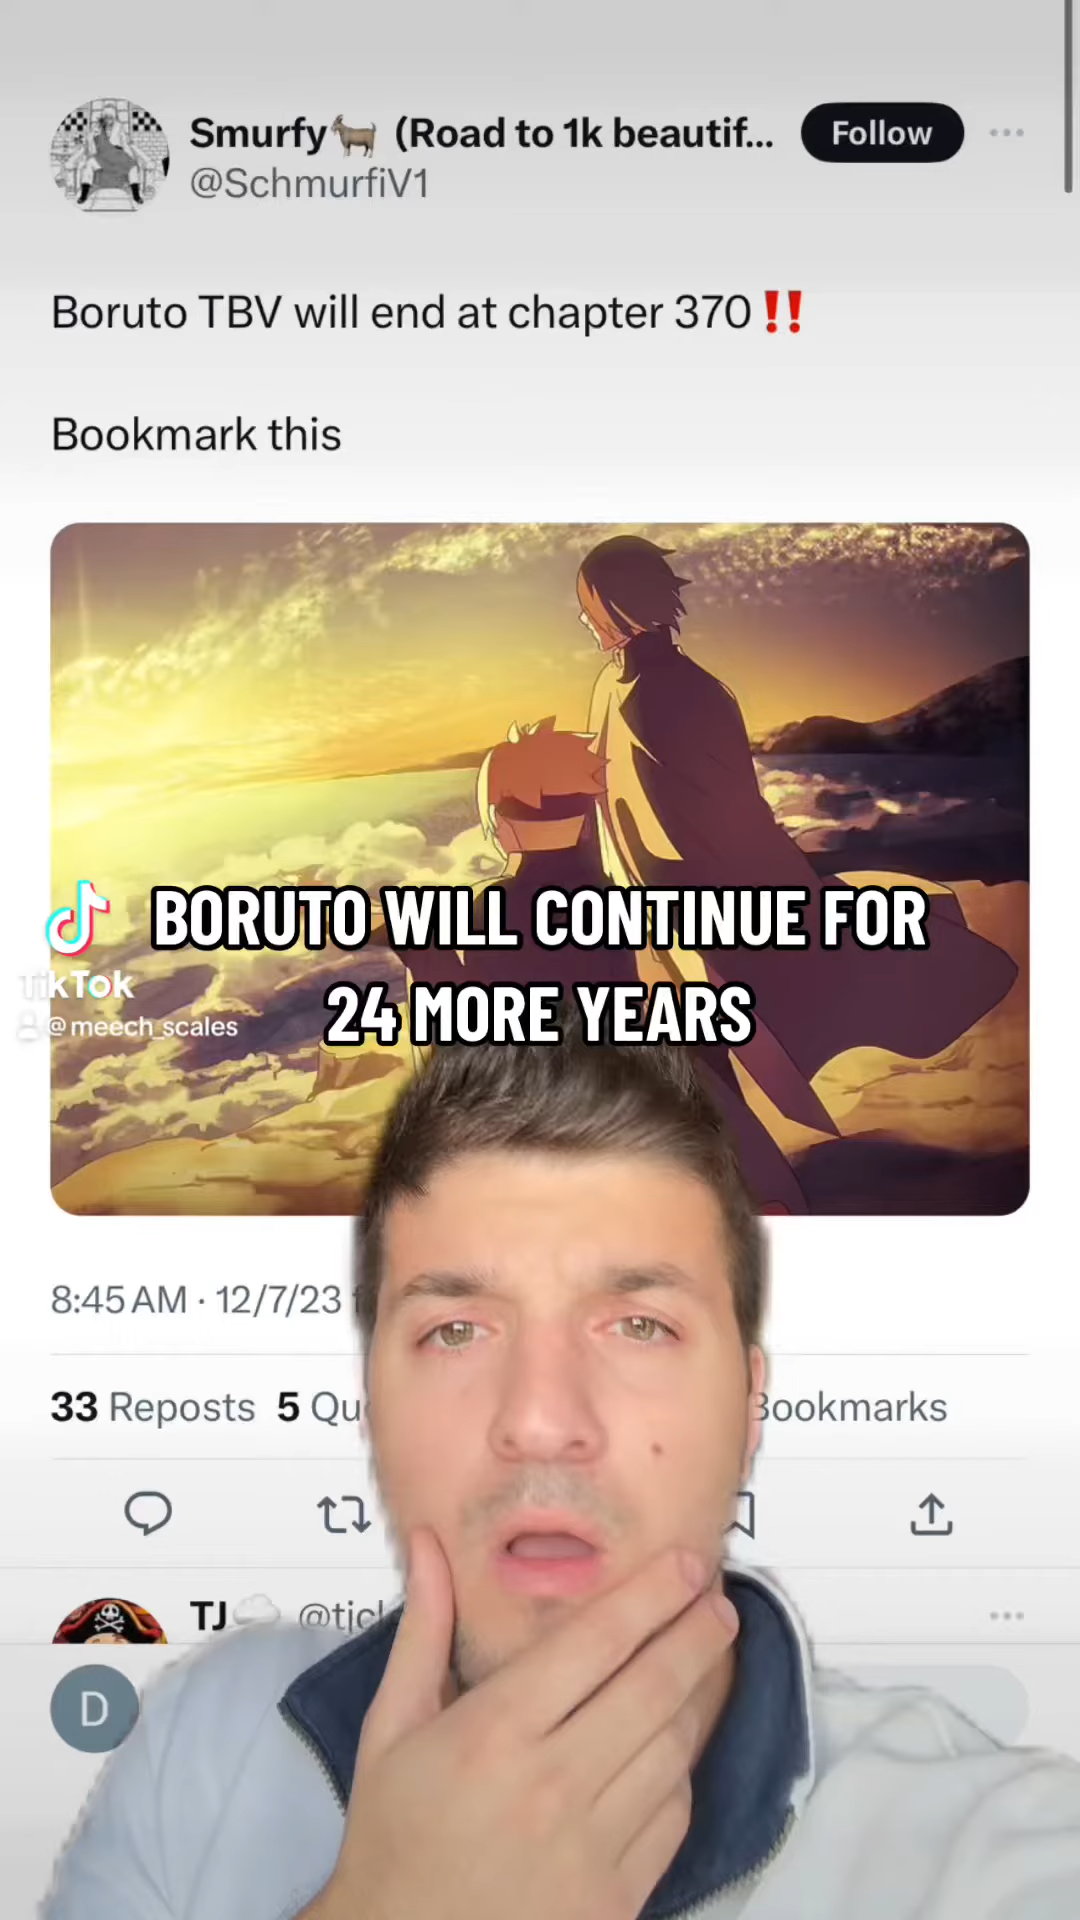 Smurfy🐐 (Road to 1k beautif...
Follow
@SchmurfiV1
Boruto TBV will end at chapter 370‼️
Bookmark this
BORUTO WILL CONTINUE FOR
24 MORE YEARS
TikTok
@meech_scales
8:45 AM · 12/7/23
33 Reposts 5
Bookmarks
TJ☁️
D